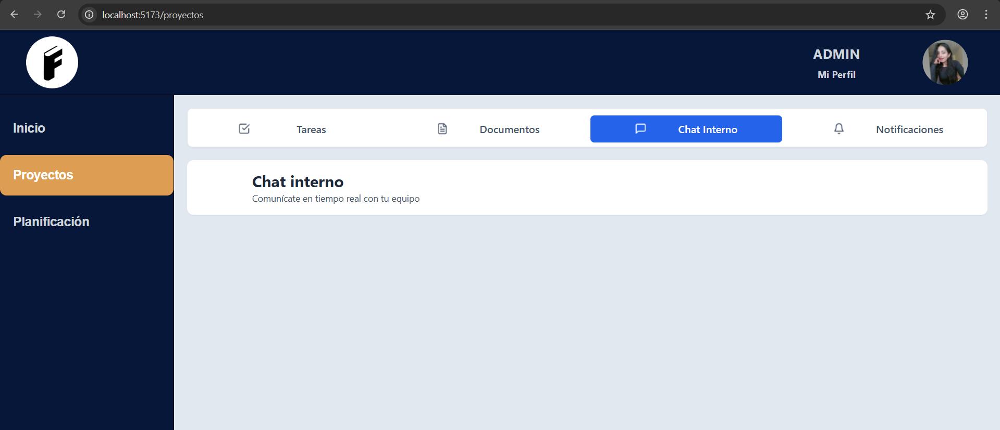 localhost:5173/proyectos
F
ADMIN
Mi Perfil
Inicio
Proyectos
Planificación
Tareas
Documentos
Chat Interno
Notificaciones
Chat interno
Comunícate en tiempo real con tu equipo